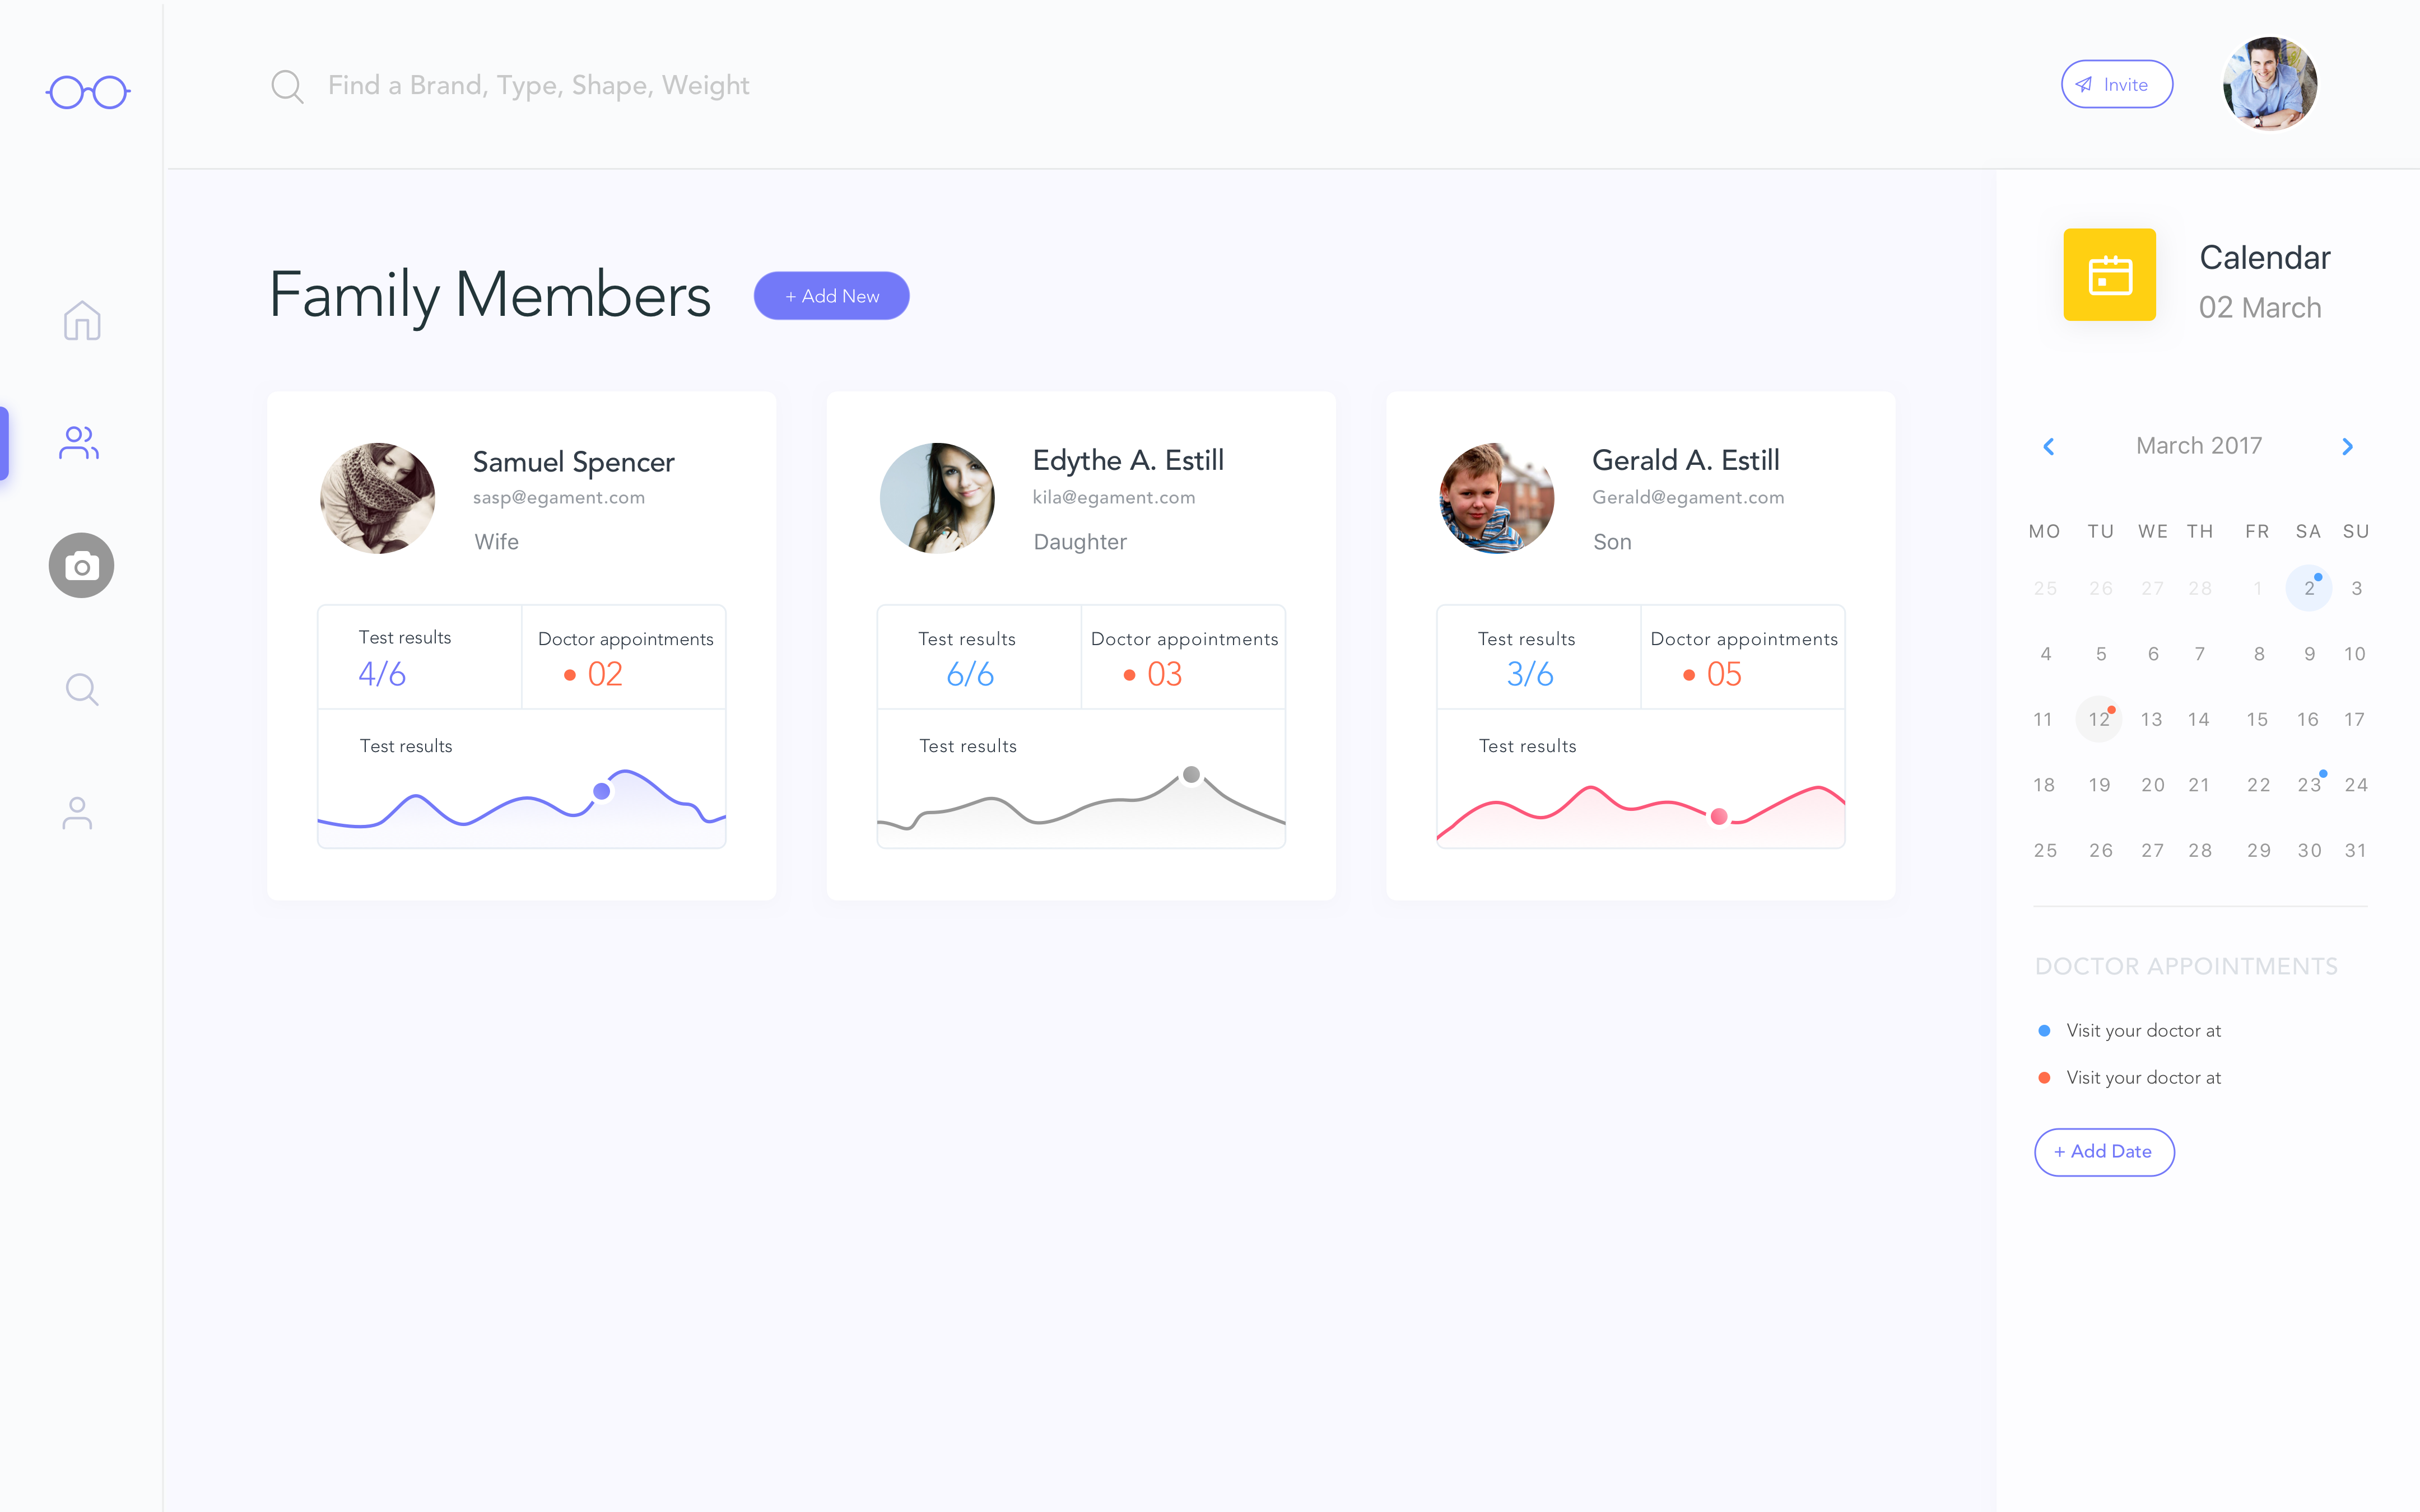 Find a Brand, Type, Shape, Weight
Invite
Family Members
+ Add New
Samuel Spencer
sasp@egament.com
Wife
Test results
4/6
Doctor appointments
02
Test results
Edythe A. Estill
kila@egament.com
Daughter
Test results
6/6
Doctor appointments
03
Test results
Gerald A. Estill
Gerald@egament.com
Son
Test results
3/6
Doctor appointments
05
Test results
Calendar
02 March
March 2017
MO TU WE TH FR SA SU
25 26 27 28 1 2 3
4 5 6 7 8 9 10
11 12 13 14 15 16 17
18 19 20 21 22 23 24
25 26 27 28 29 30 31
DOCTOR APPOINTMENTS
Visit your doctor at
Visit your doctor at
+ Add Date